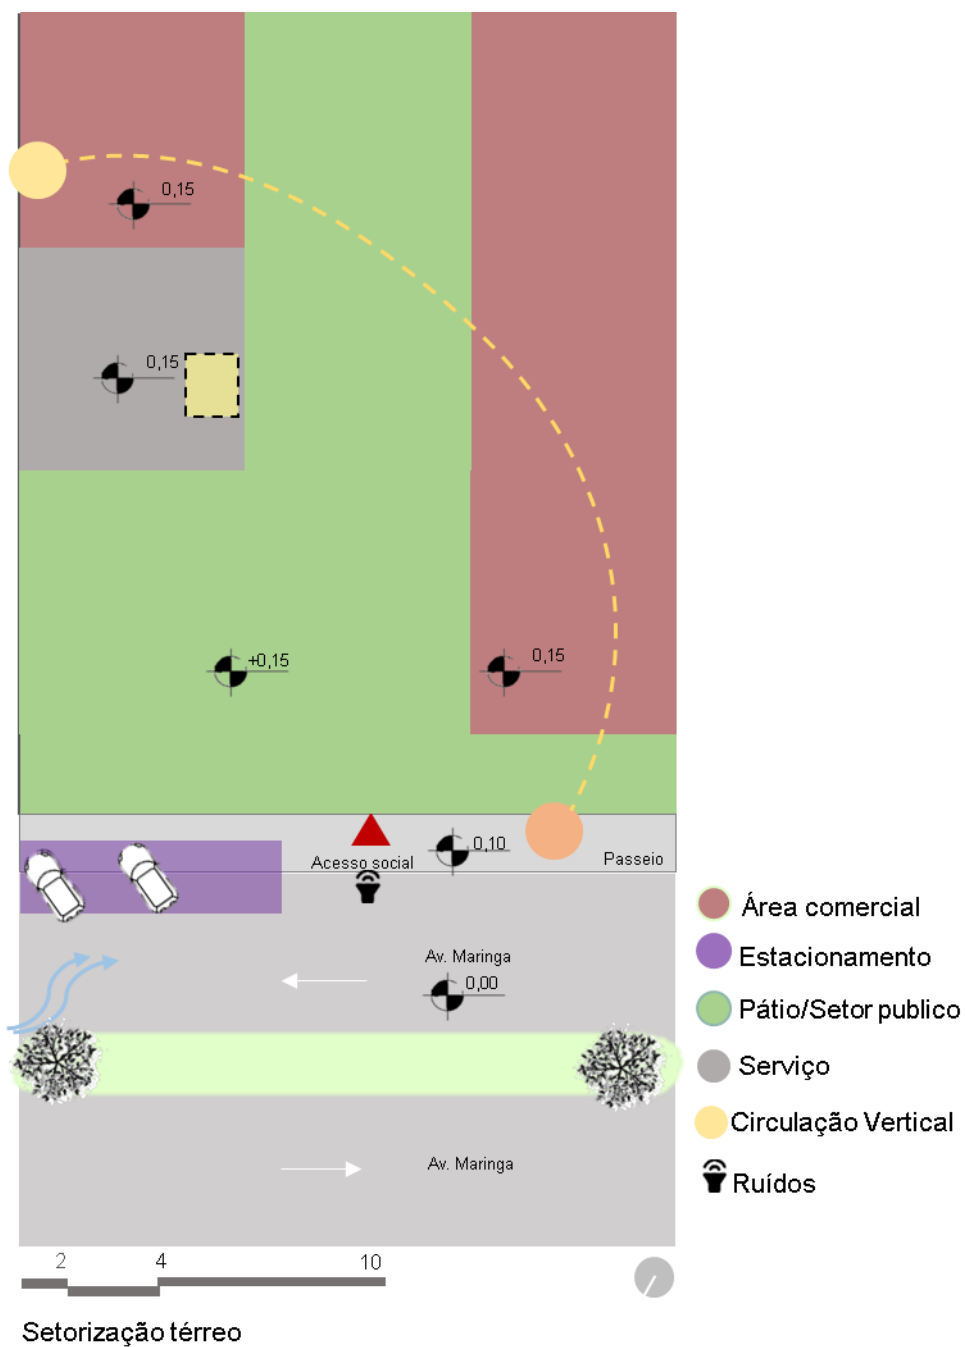 0,15
0,15
+0,15
0,15
0,10
Acesso social
Passeio
Av. Maringa
0,00
Av. Maringa
Área comercial
Estacionamento
Pátio/Setor publico
Serviço
Circulação Vertical
Ruídos
2 4 10
Setorização térreo